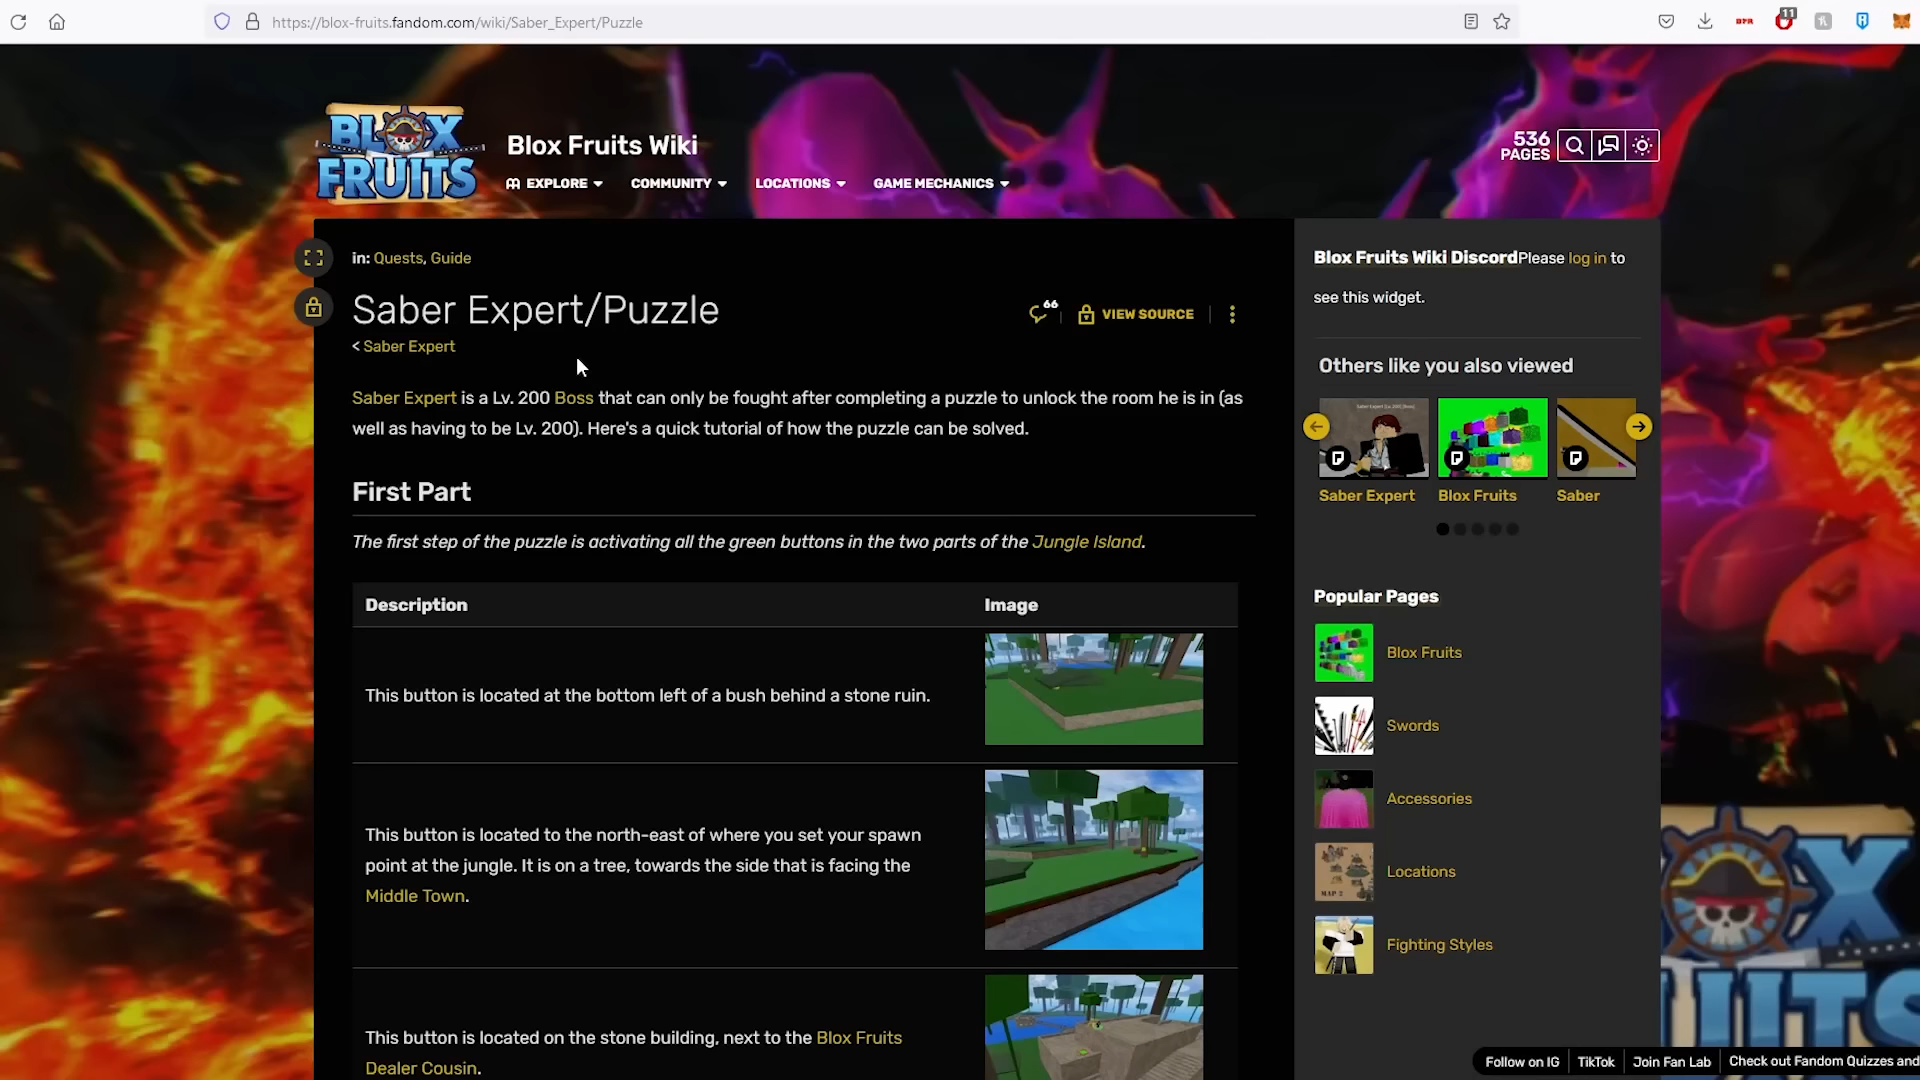 https://blox-fruits.fandom.com/wiki/Saber_Expert/Puzzle
11
BLOX
FRUITS
Blox Fruits Wiki
EXPLORE
COMMUNITY
LOCATIONS
GAME MECHANICS
536
PAGES
in: Quests, Guide
Saber Expert/Puzzle
66
VIEW SOURCE
< Saber Expert
Saber Expert is a Lv. 200 Boss that can only be fought after completing a puzzle to unlock the room he is in (as
well as having to be Lv. 200). Here's a quick tutorial of how the puzzle can be solved.
First Part
The first step of the puzzle is activating all the green buttons in the two parts of the Jungle Island.
Description
Image
This button is located at the bottom left of a bush behind a stone ruin.
This button is located to the north-east of where you set your spawn
point at the jungle. It is on a tree, towards the side that is facing the
Middle Town.
This button is located on the stone building, next to the Blox Fruits
Dealer Cousin.
Blox Fruits Wiki DiscordPlease log in to
see this widget.
Others like you also viewed
Saber Expert
Blox Fruits
Saber
Popular Pages
Blox Fruits
Swords
Accessories
MAP 2
Locations
Fighting Styles
Follow on IG
TikTok
Join Fan Lab
Check out Fandom Quizzes and